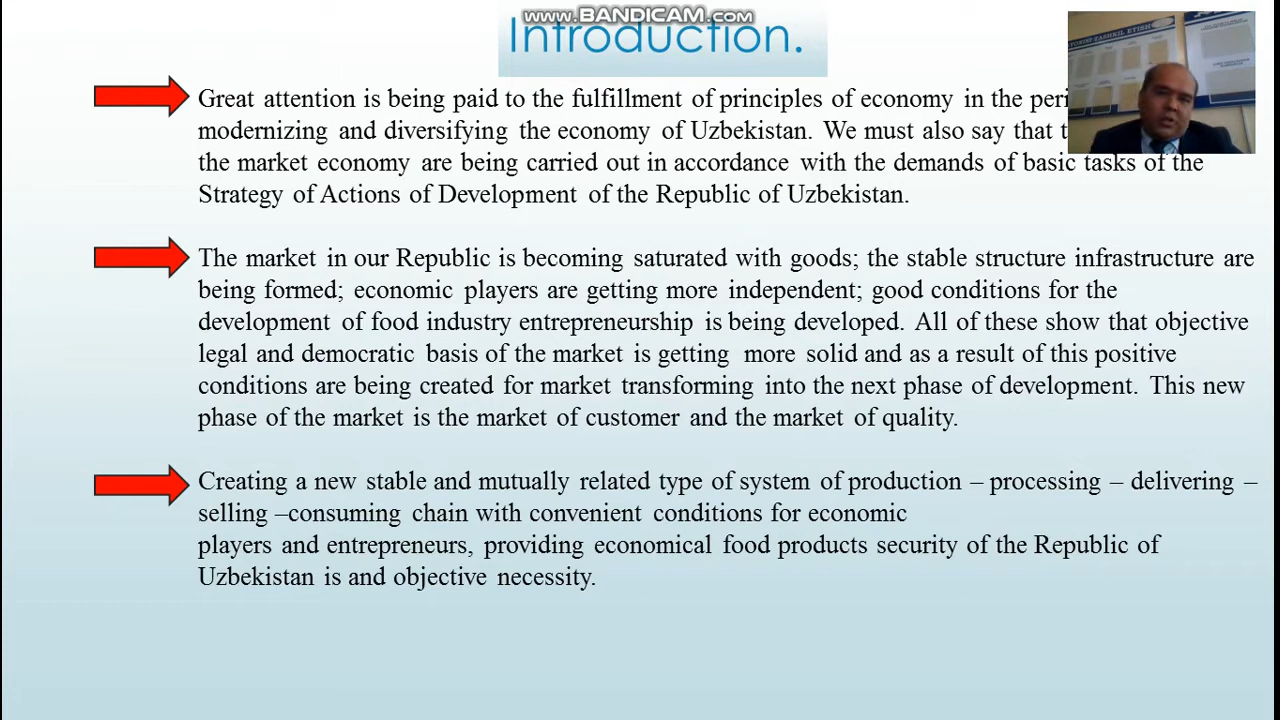 www.BANDICAM.com
Introduction.
Great attention is being paid to the fulfillment of principles of economy in the
modernizing and diversifying the economy of Uzbekistan. We must also say that
the market economy are being carried out in accordance with the demands of basic tasks of the
Strategy of Actions of Development of the Republic of Uzbekistan.
The market in our Republic is becoming saturated with goods; the stable structure infrastructure are
being formed; economic players are getting more independent; good conditions for the
development of food industry entrepreneurship is being developed. All of these show that objective
legal and democratic basis of the market is getting more solid and as a result of this positive
conditions are being created for market transforming into the next phase of development. This new
phase of the market is the market of customer and the market of quality.
Creating a new stable and mutually related type of system of production – processing – delivering –
selling –consuming chain with convenient conditions for economic
players and entrepreneurs, providing economical food products security of the Republic of
Uzbekistan is and objective necessity.